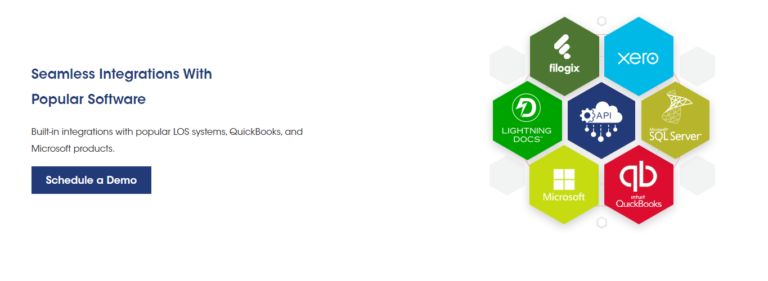 Seamless Integrations With
Popular Software
Built-in integrations with popular LOS systems, QuickBooks, and
Microsoft products.
Schedule a Demo
filogix
xero
LIGHTNING
DOCS
API
Microsoft
SQL Server
Microsoft
intuit
QuickBooks